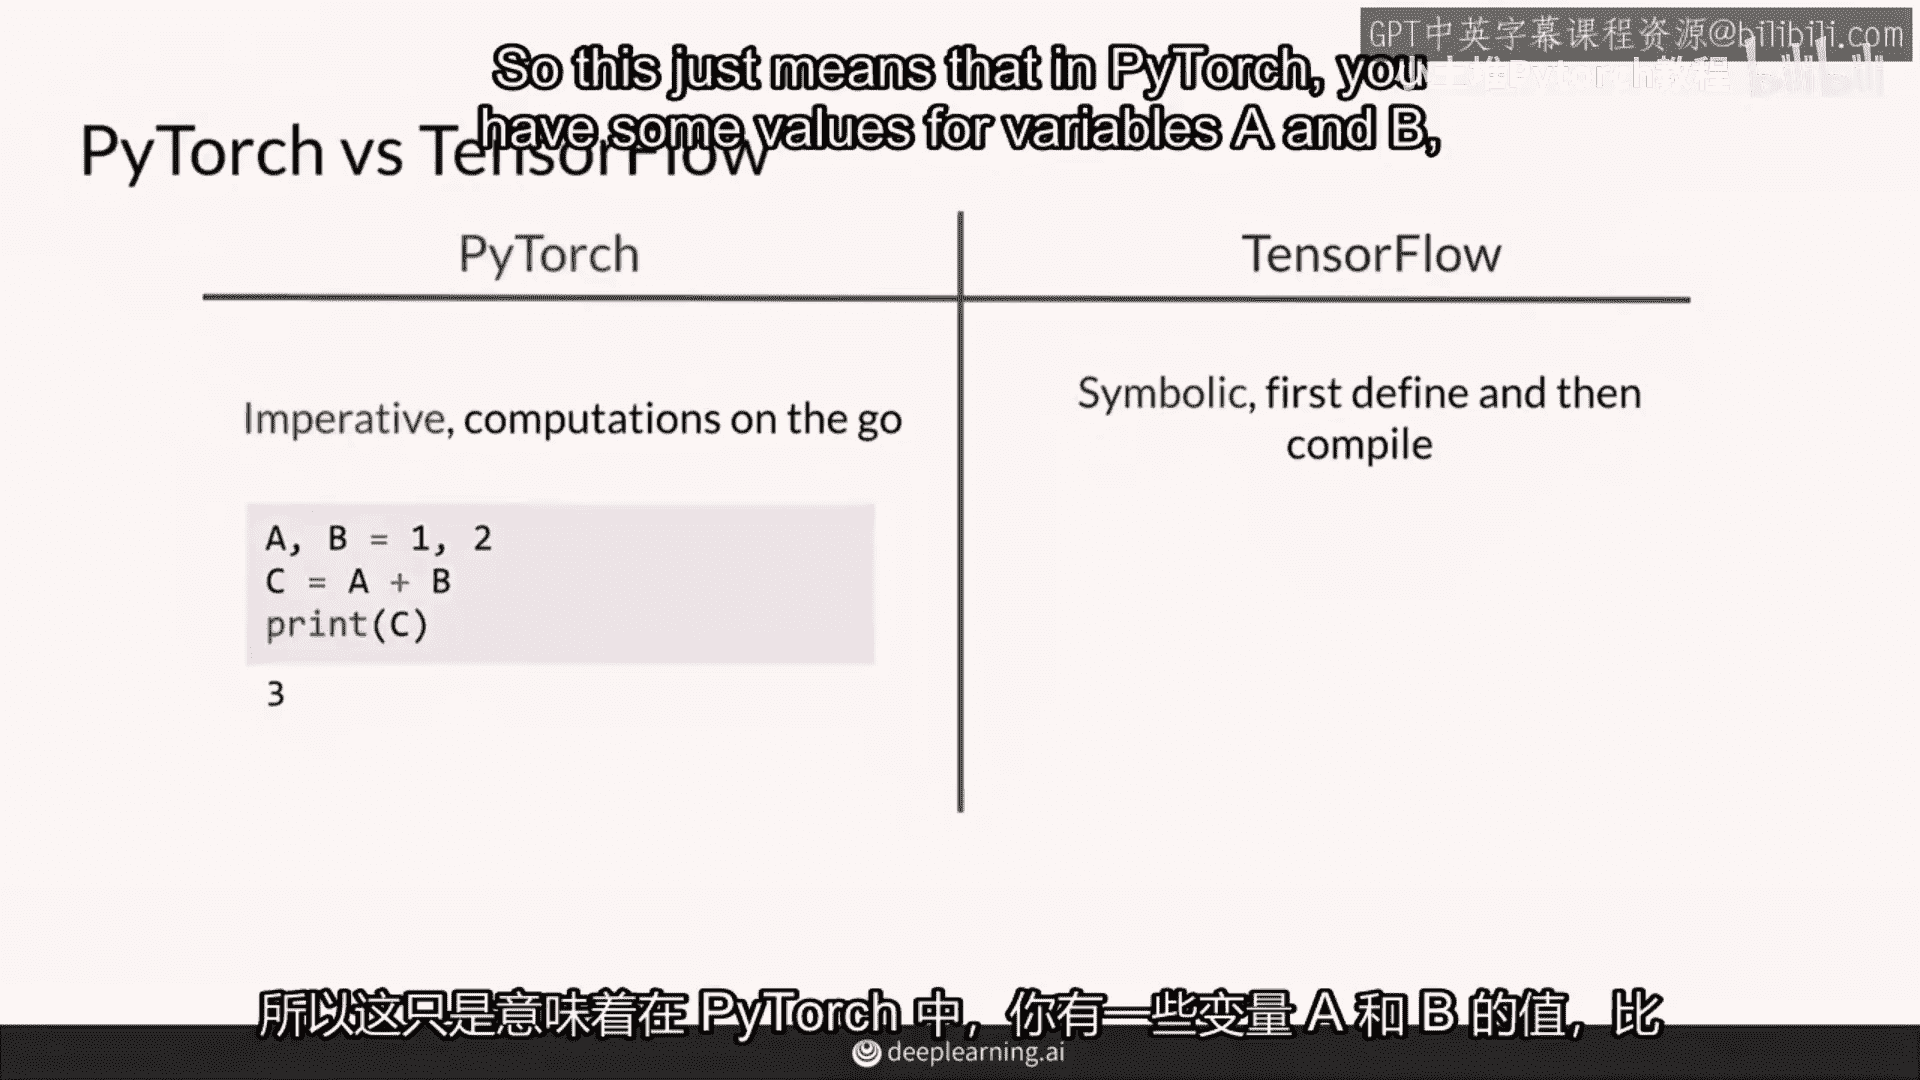 GPT中英字幕课程资源@bilibili.com
So this just means that in PyTorch, you
have some values for variables A and B,
PyTorch vs TensorFlow
PyTorch
TensorFlow
Imperative, computations on the go
Symbolic, first define and then
compile
A, B = 1, 2
C = A + B
print(C)
3
所以这只是意味着在 PyTorch 中，你有一些变量 A 和 B 的值，比
deeplearning.ai